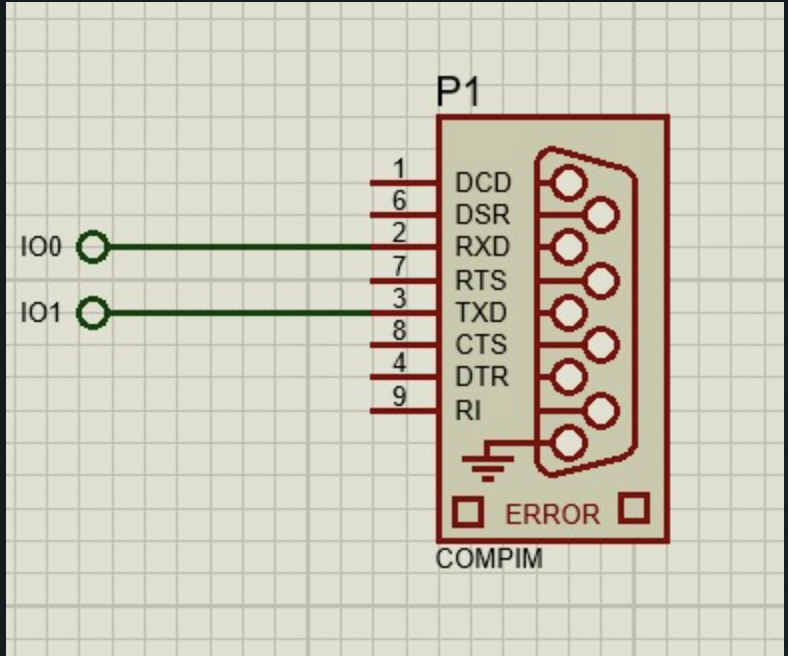 P1
1 DCD
6 DSR
IO0 2 RXD
7 RTS
IO1 3 TXD
8 CTS
4 DTR
9 RI
ERROR
COMPIM